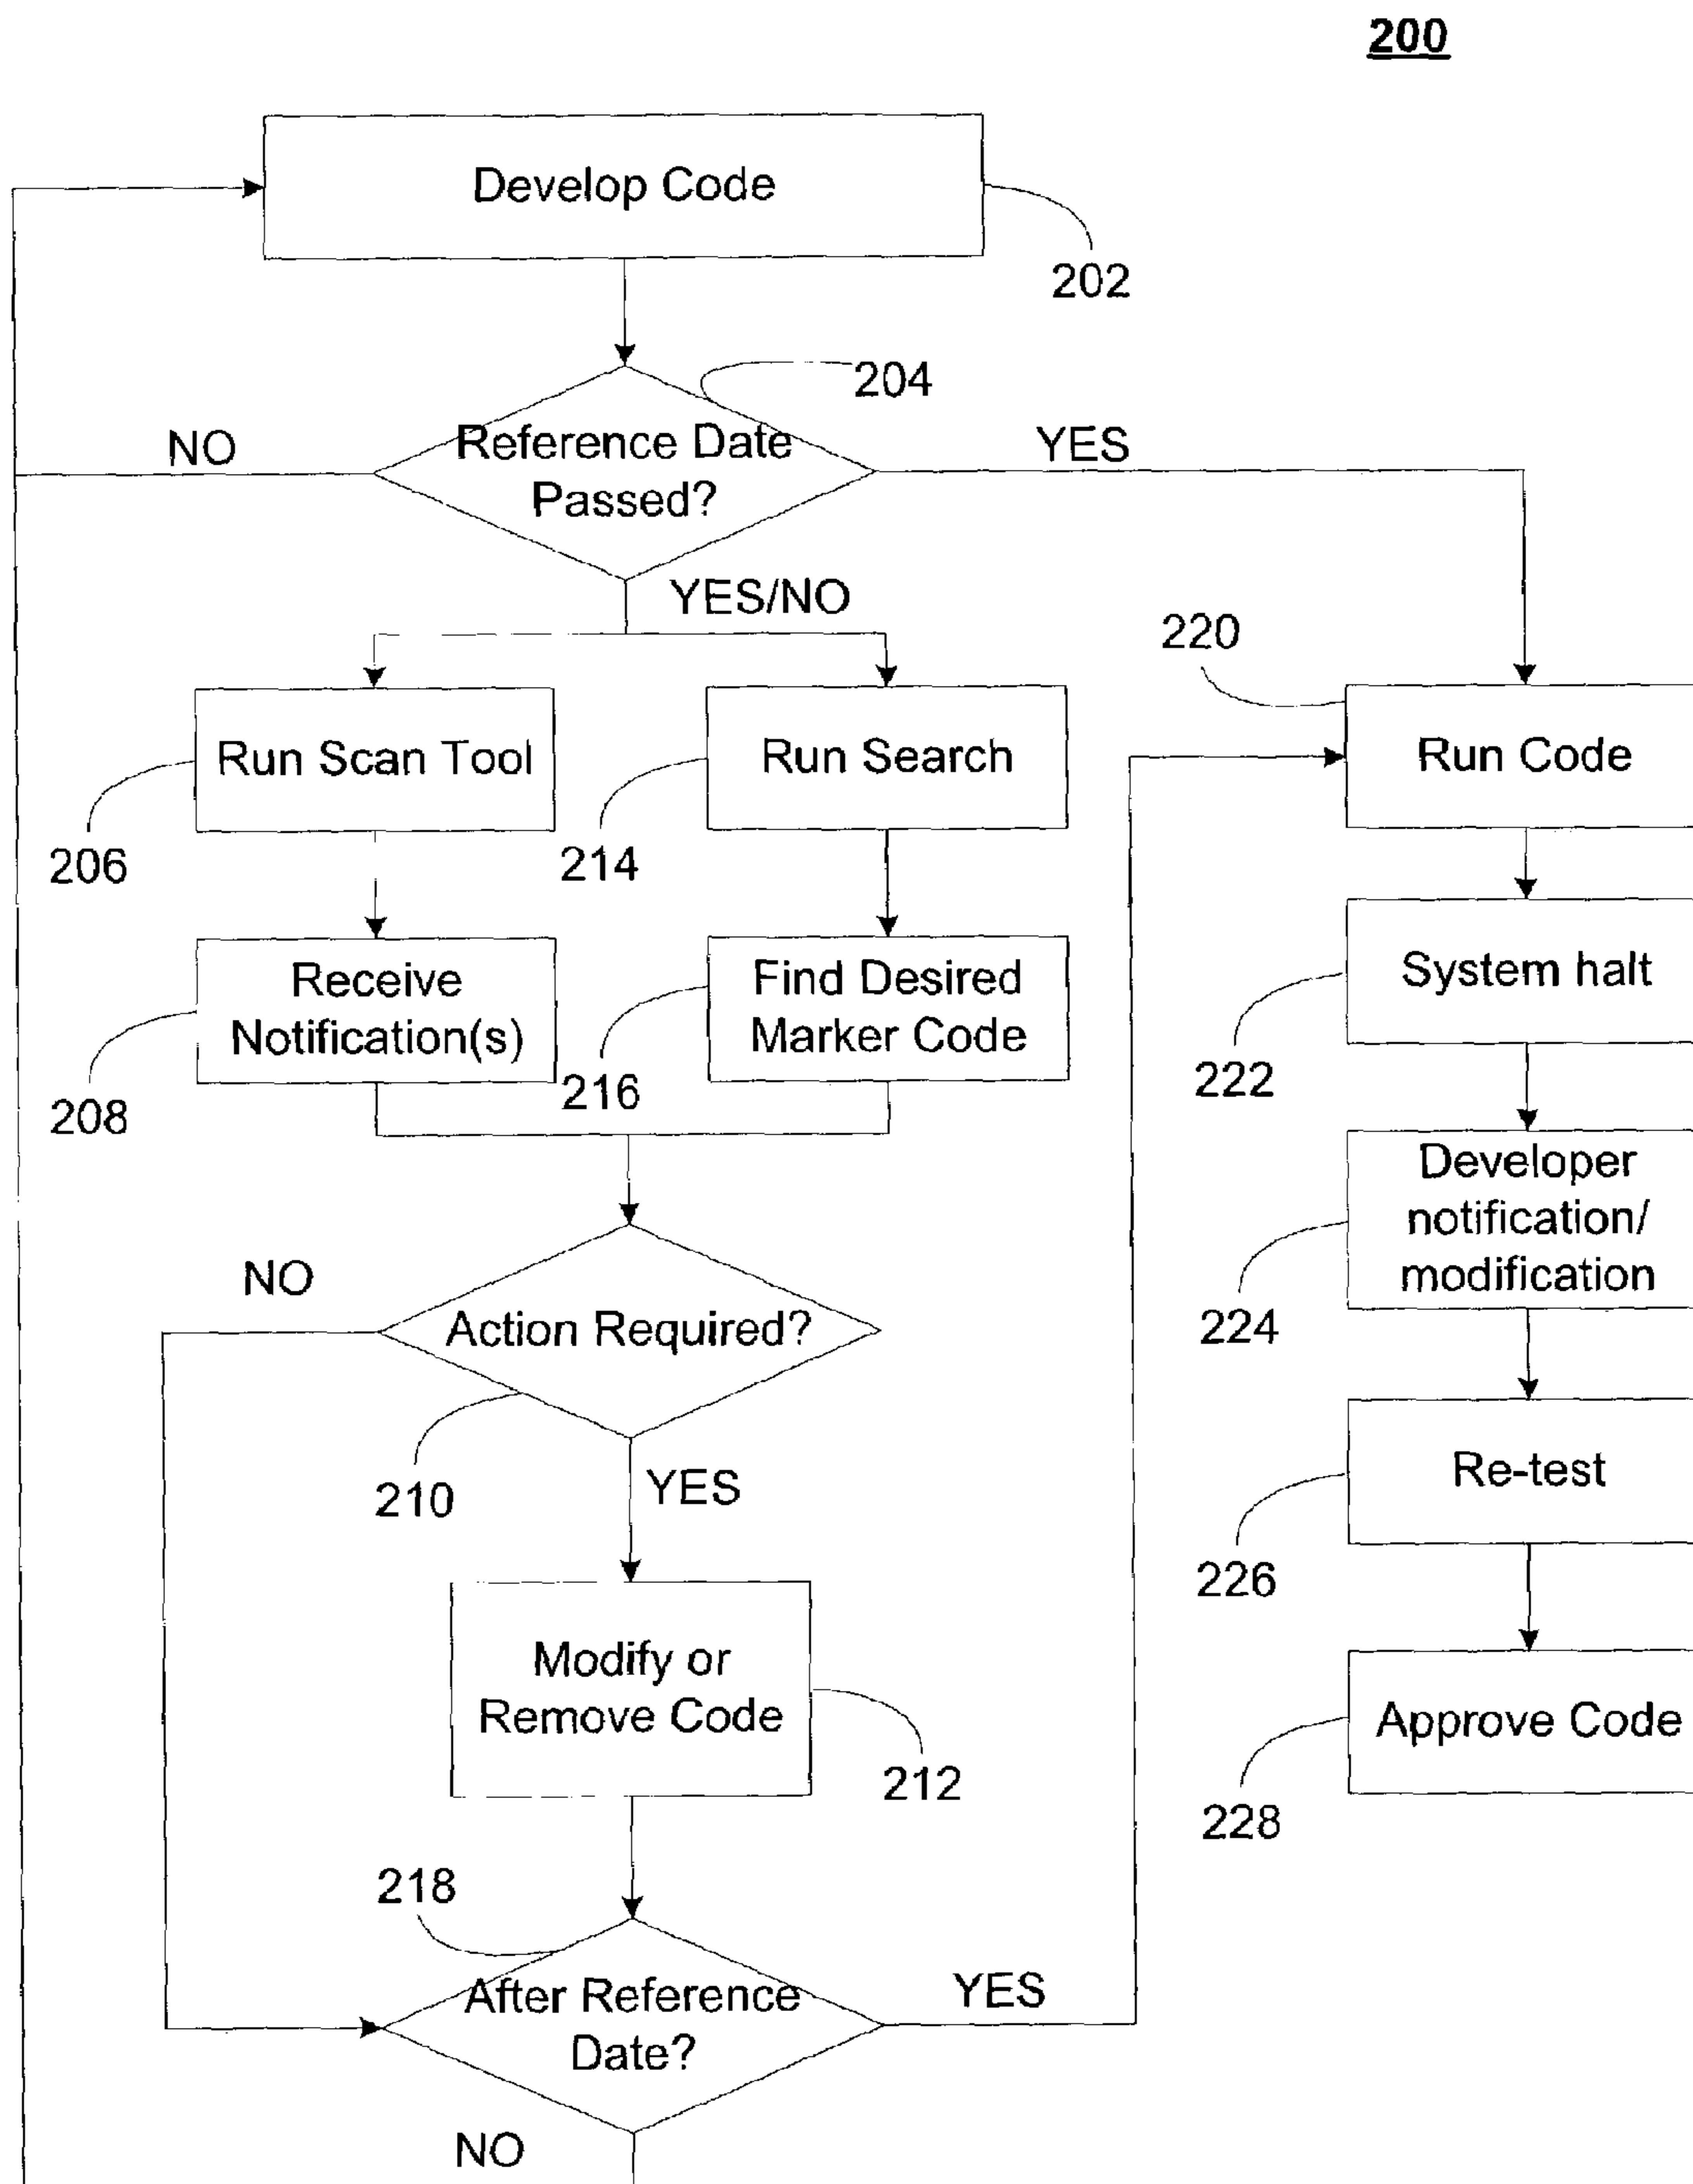 200
Develop Code
202
204
Reference Date
Passed?
NO
YES
YES/NO
220
Run Scan Tool
Run Search
Run Code
206
214
Receive
Notification(s)
Find Desired
Marker Code
System halt
208
216
222
Developer
notification/
modification
224
NO
Action Required?
210
YES
Re-test
226
Modify or
Remove Code
212
Approve Code
228
218
After Reference
Date?
YES
NO